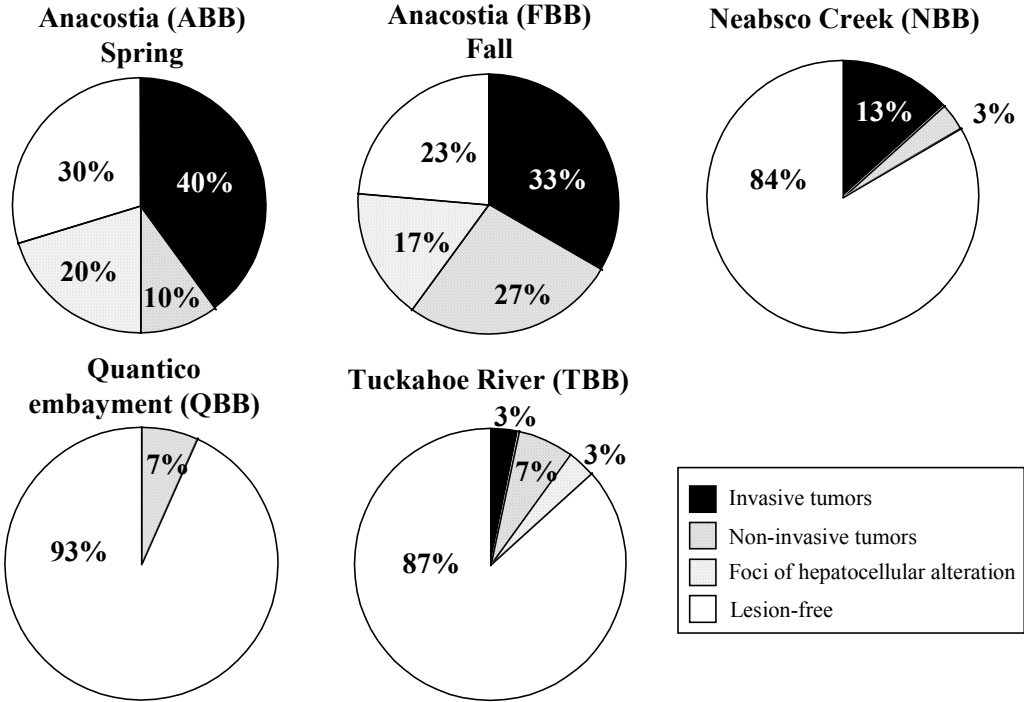 Anacostia (ABB)
Spring
30%
40%
20%
10%
Anacostia (FBB)
Fall
23%
33%
17%
27%
Neabsco Creek (NBB)
13%
3%
84%
Quantico
embayment (QBB)
7%
93%
Tuckahoe River (TBB)
3%
7%
3%
87%
Invasive tumors
Non-invasive tumors
Foci of hepatocellular alteration
Lesion-free